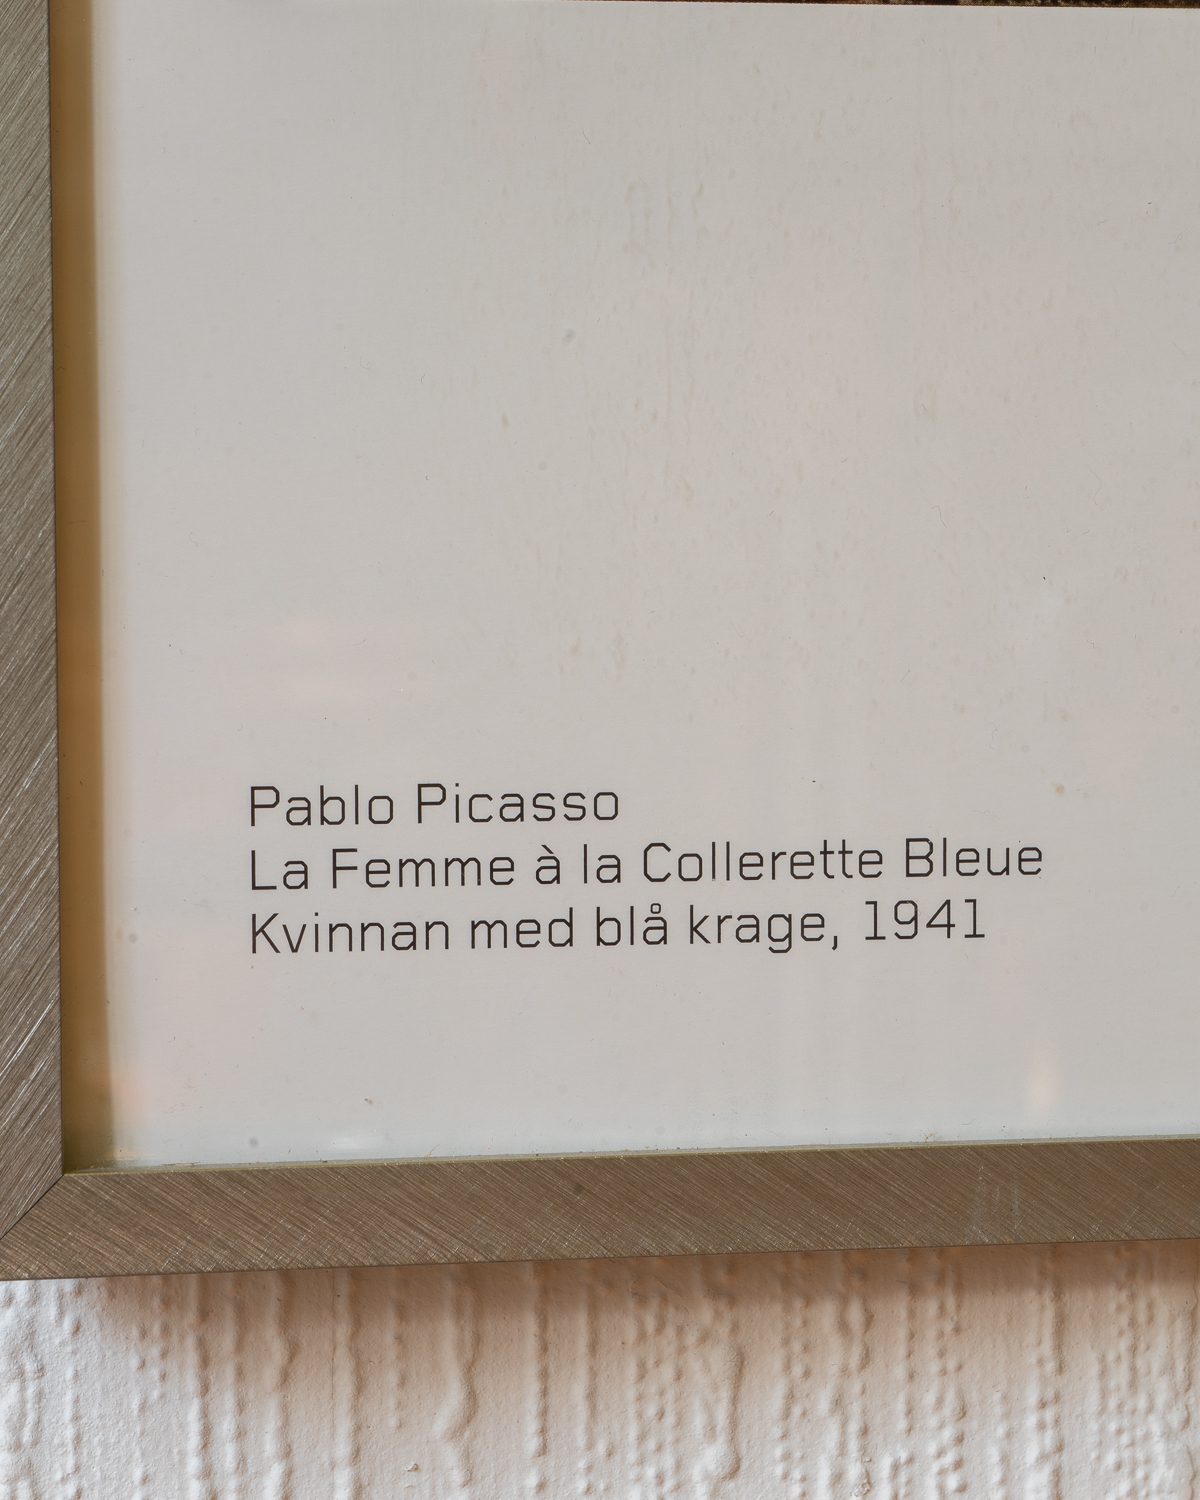 Pablo Picasso
La Femme à la Collerette Bleue
Kvinnan med blå krage, 1941